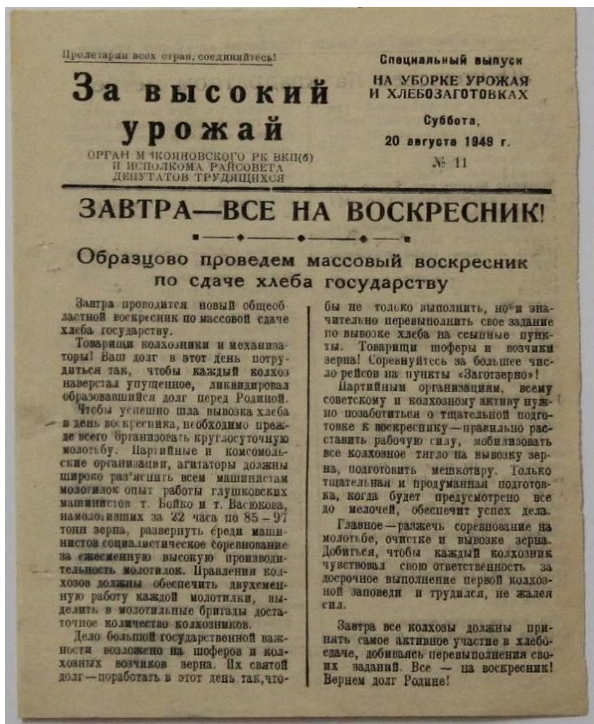 Пролетарии всех стран, соединяйтесь!
За высокий
урожай
ОРГАН МИКОЯНОВСКОГО РК ВКП(б)
И ИСПОЛКОМА РАЙСОВЕТА
ДЕПУТАТОВ ТРУДЯЩИХСЯ
Специальный выпуск
НА УБОРКЕ УРОЖАЯ
И ХЛЕБОЗАГОТОВКАХ
Суббота,
20 августа 1949 г.
№ 11
ЗАВТРА—ВСЕ НА ВОСКРЕСНИК!
Образцово проведем массовый воскресник
по сдаче хлеба государству
Завтра проводится новый общеоб-
ластной воскресник по массовой сдаче
хлеба государству.
Товарищи колхозники и механиза-
торы! Ваш долг в этот день потру-
диться так, чтобы каждый колхоз
наверстал упущенное, ликвидировал
образовавшийся долг перед Родиной.
Чтобы успешно шла вывозка хлеба
в день воскресника, необходимо преж-
де всего организовать круглосуточную
молотьбу. Партийные и комсомоль-
ские организации, агитаторы должны
широко раз'яснить всем машинистам
молотилок опыт работы глушковских
машинистов т. Бойко и т. Васюкова,
намолотивших за 22 часа по 85—97
тонн зерна, развернуть среди маши-
нистов социалистическое соревнование
за ежесменную высокую производи-
тельность молотилок. Правления кол-
хозов должны обеспечить двухсмен-
ную работу каждой молотилки, вы-
делить в молотильные бригады доста-
точное количество колхозников.
Дело большой государственной важ-
ности возложено на шоферов и кол-
хозных возчиков зерна. Их святой
долг—поработать в этот день так,что-
бы не только выполнить, но и зна-
чительно перевыполнить свое задание
по вывозке хлеба на ссыпные пунк-
ты. Товарищи шоферы и возчики
зерна! Соревнуйтесь за большее чис-
ло рейсов на пункты «Заготзерно»!
Партийным организациям, всему
советскому и колхозному активу нуж-
но позаботиться о тщательной подго-
товке к воскреснику—правильно рас-
ставить рабочую силу, мобилизовать
все колхозное тягло на вывозку зер-
на, подготовить мешкотару. Только
тщательная и продуманная подготов-
ка, когда будет предусмотрено все
до мелочей, обеспечит успех дела.
Главное—разжечь соревнование на
молотьбе, очистке и вывозке зерна.
Добиться, чтобы каждый колхозник
чувствовал свою ответственность за
досрочное выполнение первой колхоз-
ной заповеди и трудился, не жалея
сил.
Завтра все колхозы должны при-
нять самое активное участие в хлебо-
сдаче, добиваясь перевыполнения сво-
их заданий. Все — на воскресник!
Вернем долг Родине!